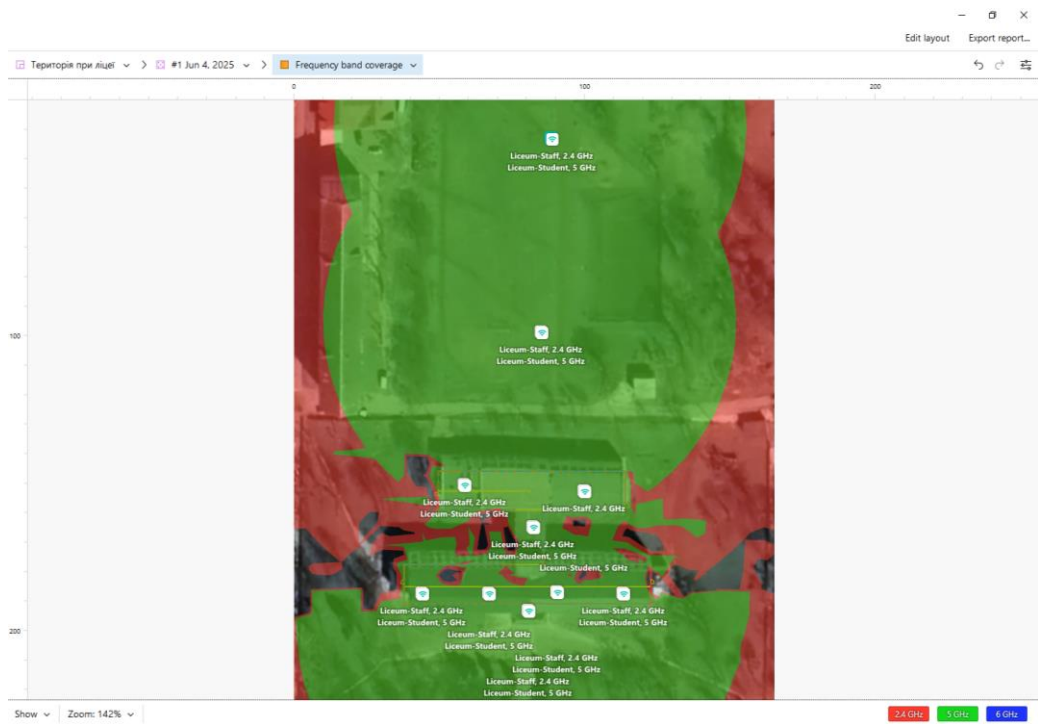 Edit layout Export report...
Територія при ліцеї #1 Jun 4, 2025 Frequency band coverage
0 100 200
Liceum-Staff, 2.4 GHz
Liceum-Student, 5 GHz
100
Liceum-Staff, 2.4 GHz
Liceum-Student, 5 GHz
Liceum-Staff, 2.4 GHz
Liceum-Student, 5 GHz
Liceum-Staff, 2.4 GHz
Liceum-Staff, 2.4 GHz
Liceum-Student, 5 GHz
Liceum-Student, 5 GHz
Liceum-Staff, 2.4 GHz
Liceum-Student, 5 GHz
Liceum-Staff, 2.4 GHz
Liceum-Student, 5 GHz
200
Liceum-Staff, 2.4 GHz
Liceum-Student, 5 GHz
Liceum-Staff, 2.4 GHz
Liceum-Student, 5 GHz
Liceum-Staff, 2.4 GHz
Liceum-Student, 5 GHz
Show Zoom: 142% 2.4 GHz 5 GHz 6 GHz